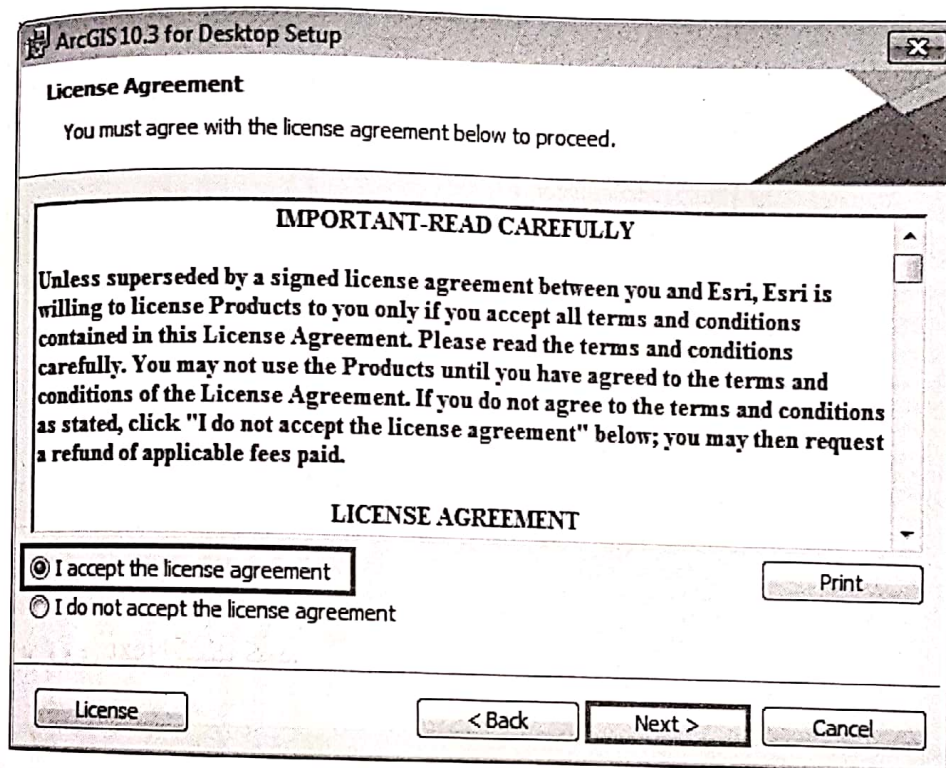 ArcGIS 10.3 for Desktop Setup
License Agreement
You must agree with the license agreement below to proceed.
IMPORTANT-READ CAREFULLY
Unless superseded by a signed license agreement between you and Esri, Esri is
willing to license Products to you only if you accept all terms and conditions
contained in this License Agreement. Please read the terms and conditions
carefully. You may not use the Products until you have agreed to the terms and
conditions of the License Agreement. If you do not agree to the terms and conditions
as stated, click "I do not accept the license agreement" below; you may then request
a refund of applicable fees paid.
LICENSE AGREEMENT
I accept the license agreement
I do not accept the license agreement
Print
License
< Back
Next >
Cancel